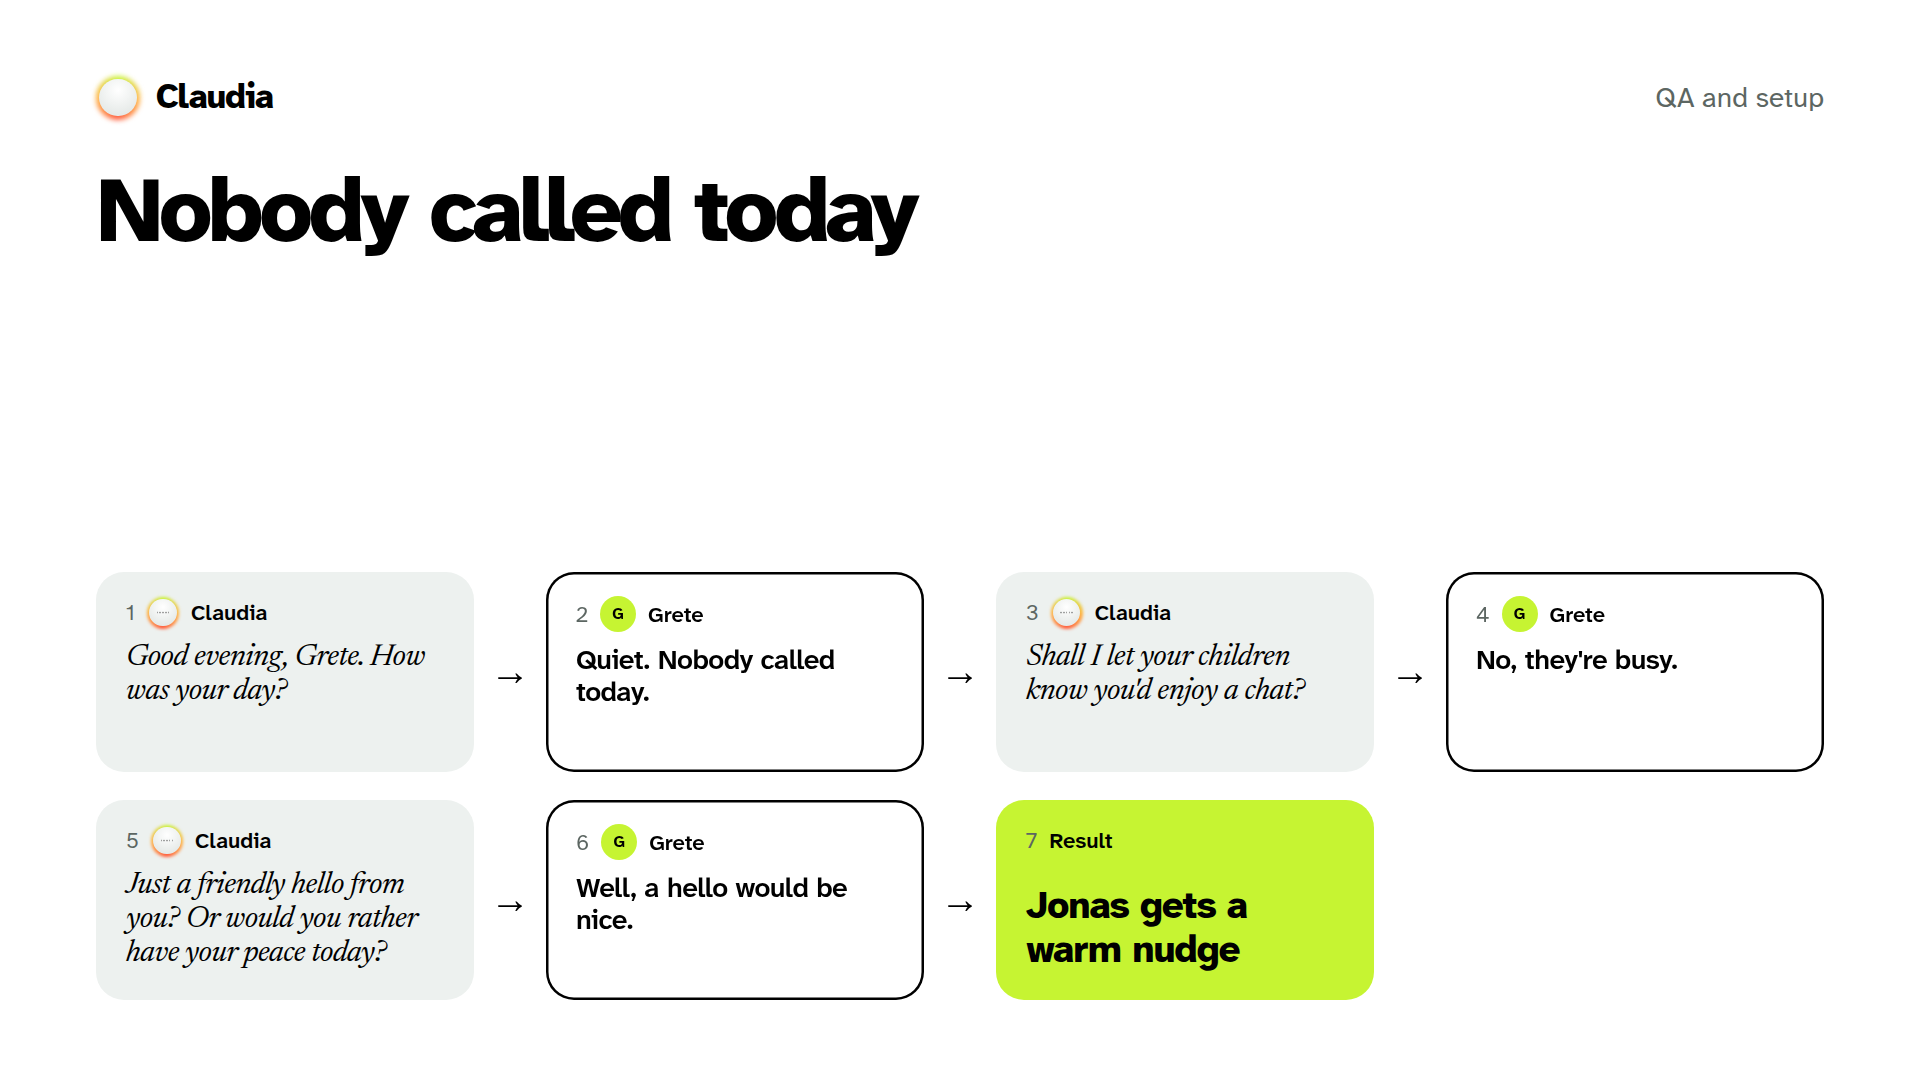 Claudia
QA and setup
Nobody called today
1 Claudia
Good evening, Grete. How
was your day?
→
2 G Grete
Quiet. Nobody called
today.
→
3 Claudia
Shall I let your children
know you'd enjoy a chat?
→
4 G Grete
No, they're busy.
5 Claudia
Just a friendly hello from
you? Or would you rather
have your peace today?
→
6 G Grete
Well, a hello would be
nice.
→
7 Result
Jonas gets a
warm nudge